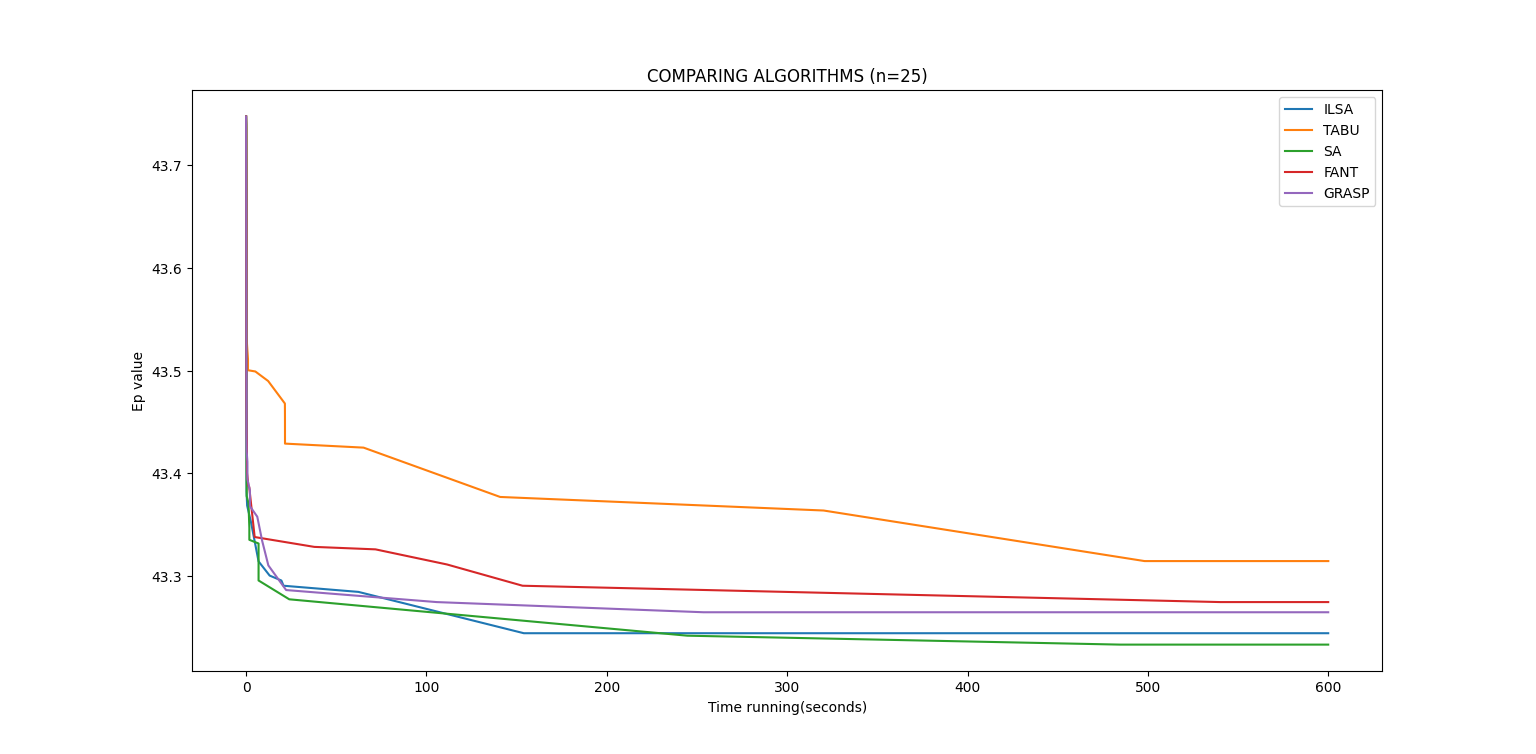 COMPARING ALGORITHMS (n=25)
ILSA
TABU
SA
FANT
GRASP
43.7
43.6
43.5
43.4
43.3
Ep value
0 100 200 300 400 500 600
Time running(seconds)